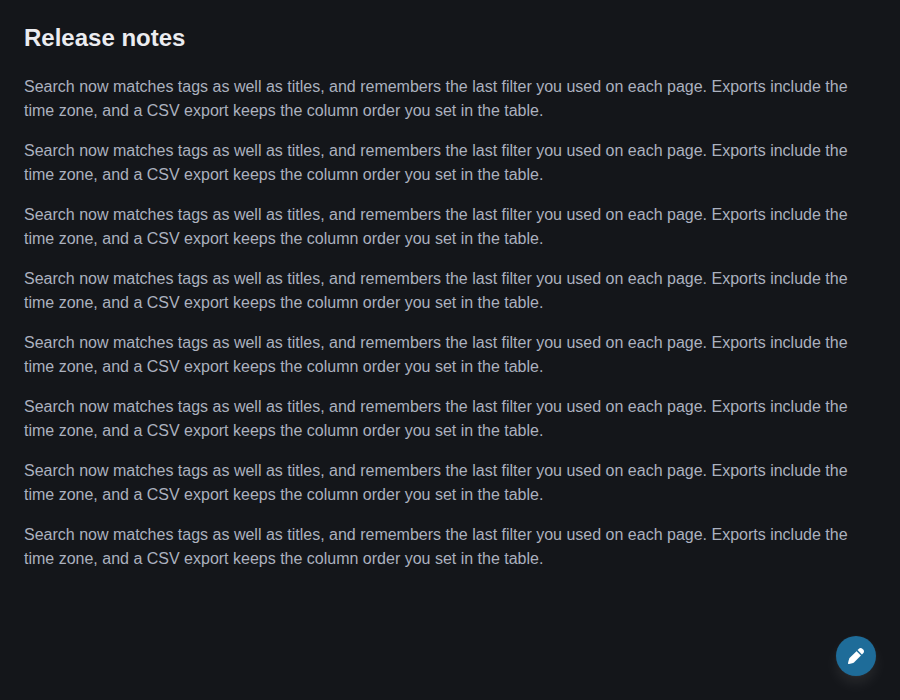 Release notes
Search now matches tags as well as titles, and remembers the last filter you used on each page. Exports include the
time zone, and a CSV export keeps the column order you set in the table.
Search now matches tags as well as titles, and remembers the last filter you used on each page. Exports include the
time zone, and a CSV export keeps the column order you set in the table.
Search now matches tags as well as titles, and remembers the last filter you used on each page. Exports include the
time zone, and a CSV export keeps the column order you set in the table.
Search now matches tags as well as titles, and remembers the last filter you used on each page. Exports include the
time zone, and a CSV export keeps the column order you set in the table.
Search now matches tags as well as titles, and remembers the last filter you used on each page. Exports include the
time zone, and a CSV export keeps the column order you set in the table.
Search now matches tags as well as titles, and remembers the last filter you used on each page. Exports include the
time zone, and a CSV export keeps the column order you set in the table.
Search now matches tags as well as titles, and remembers the last filter you used on each page. Exports include the
time zone, and a CSV export keeps the column order you set in the table.
Search now matches tags as well as titles, and remembers the last filter you used on each page. Exports include the
time zone, and a CSV export keeps the column order you set in the table.